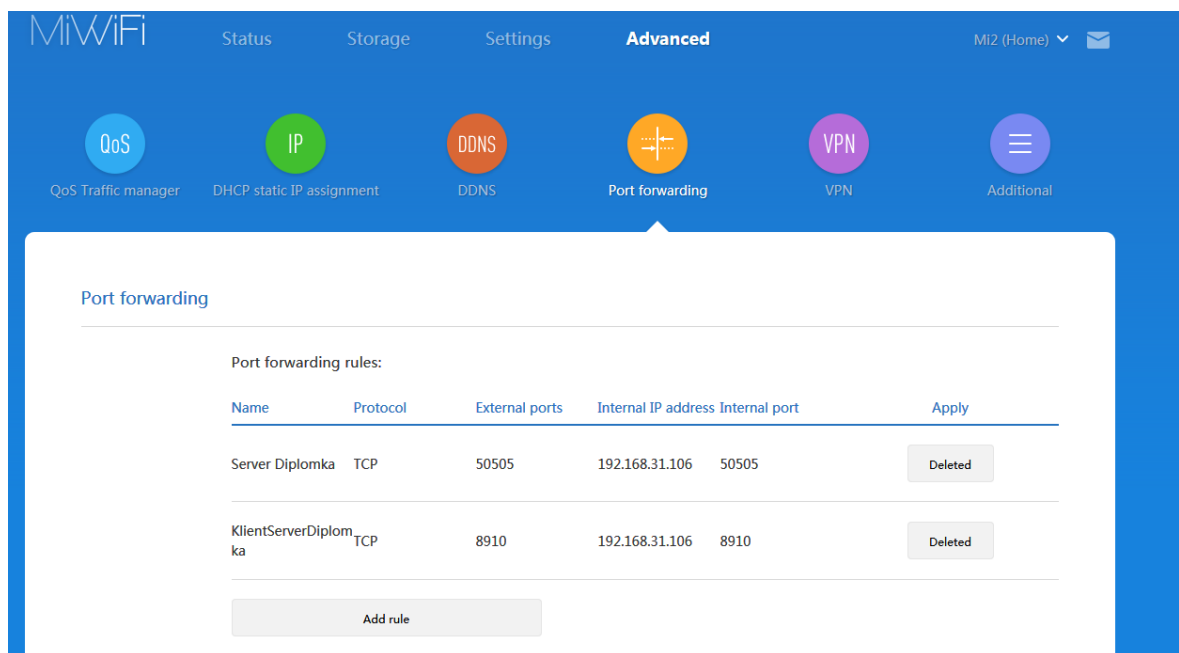 MiWiFi Status Storage Settings Advanced Mi2 (Home)
QoS IP DDNS VPN
QoS Traffic manager DHCP static IP assignment DDNS Port forwarding VPN Additional
Port forwarding
Port forwarding rules:
Name Protocol External ports Internal IP address Internal port Apply
Server Diplomka TCP 50505 192.168.31.106 50505 Deleted
KlientServerDiplom
ka TCP 8910 192.168.31.106 8910 Deleted
Add rule